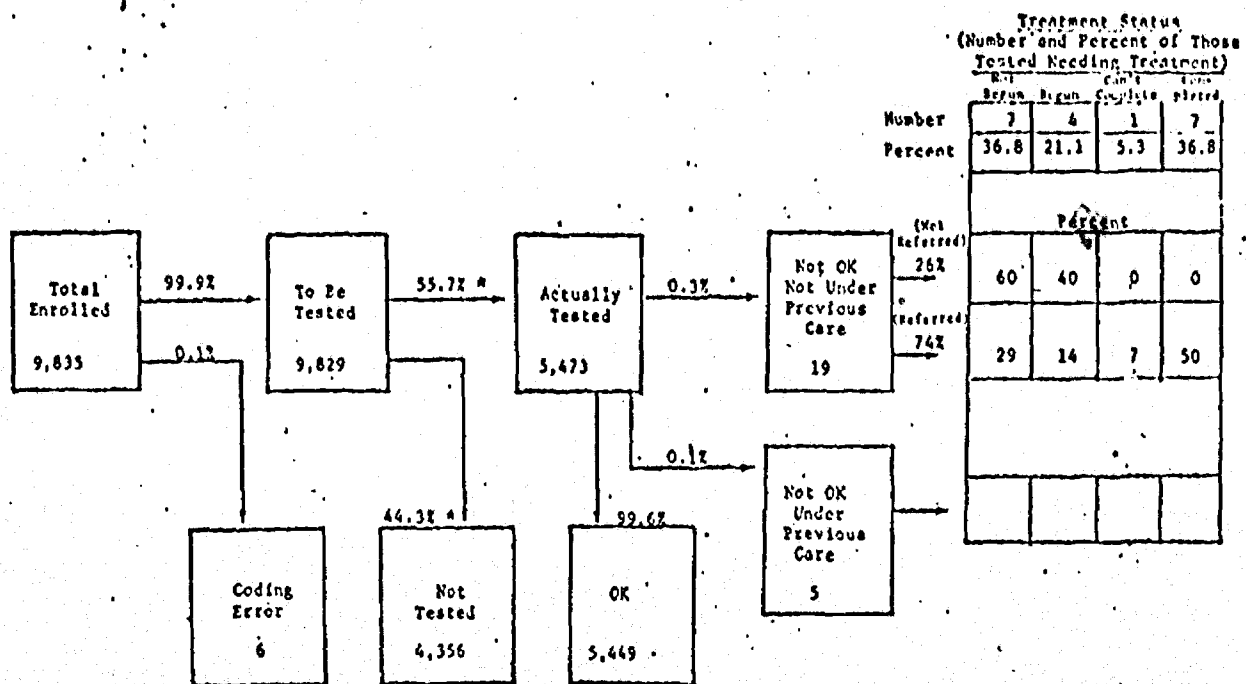 Treatment Status
(Number and Percent of Those
Tested Needing Treatment)
Not Begun
Begun
Can't Complete
Com-pleted
Number 7 4 1 7
Percent 36.8 21.1 5.3 36.8
Percent
(Not Referred)
26%
60 40 0 0
(Referred)
74%
29 14 7 50
Total
Enrolled
9,835
99.9%
0.1%
To Be
Tested
9,829
55.7% *
Actually
Tested
5,473
0.3%
Not OK
Not Under
Previous
Care
19
0.1%
Not OK
Under
Previous
Care
5
44.3% *
99.6%
Coding
Error
6
Not
Tested
4,356
OK
5,449